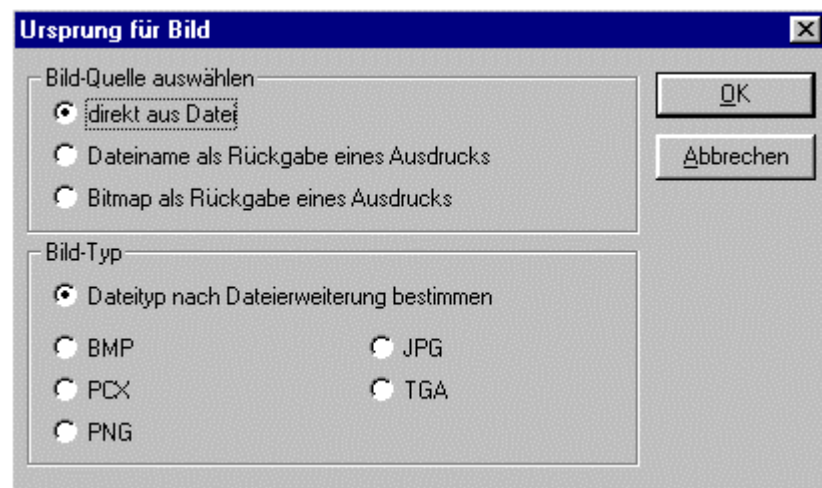 Ursprung für Bild
Bild-Quelle auswählen
direkt aus Datei
Dateiname als Rückgabe eines Ausdrucks
Bitmap als Rückgabe eines Ausdrucks
OK
Abbrechen
Bild-Typ
Dateityp nach Dateierweiterung bestimmen
BMP
JPG
PCX
TGA
PNG